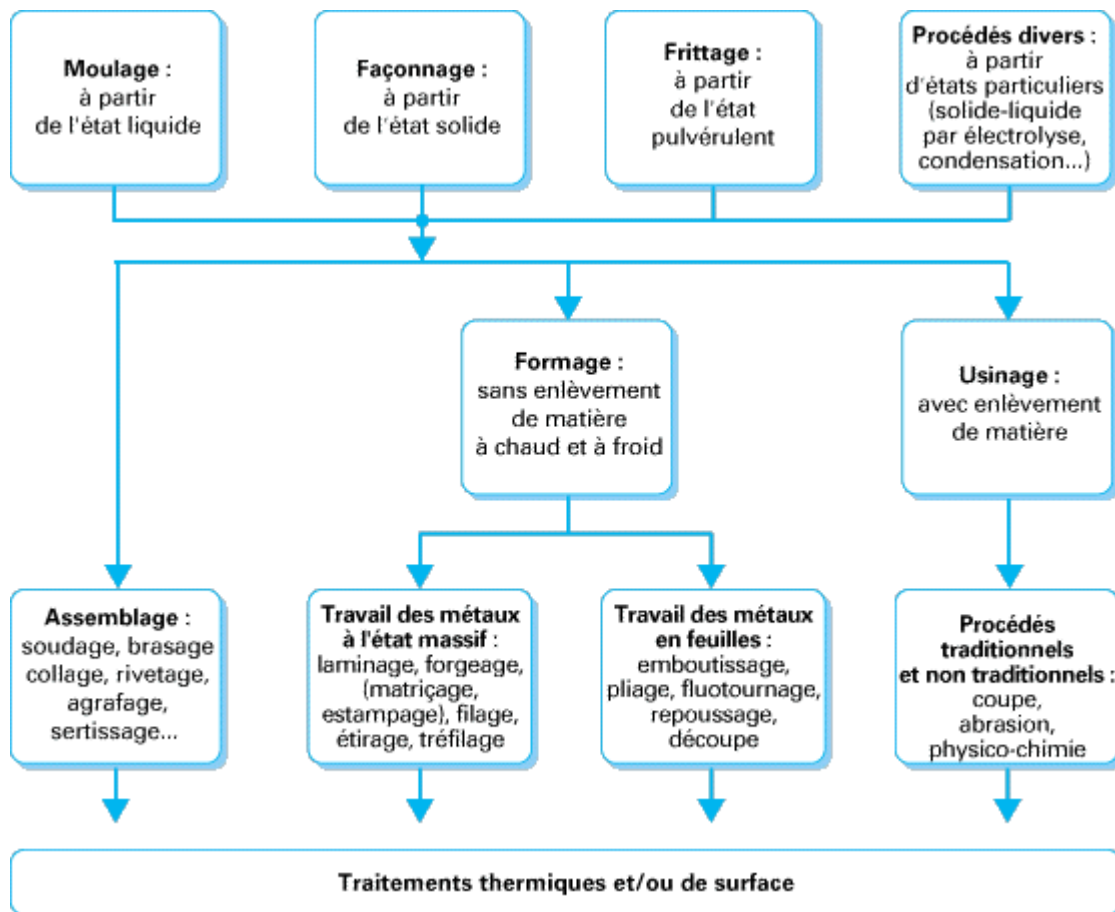 Moulage :
à partir
de l'état liquide
Façonnage :
à partir
de l'état solide
Frittage :
à partir
de l'état
pulvérulent
Procédés divers :
à partir
d'états particuliers
(solide-liquide
par électrolyse,
condensation...)
Formage :
sans enlèvement
de matière
à chaud et à froid
Usinage :
avec enlèvement
de matière
Assemblage :
soudage, brasage
collage, rivetage,
agrafage,
sertissage...
Travail des métaux
à l'état massif :
laminage, forgeage,
(matriçage,
estampage), filage,
étirage, tréfilage
Travail des métaux
en feuilles :
emboutissage,
pliage, fluotournage,
repoussage,
découpe
Procédés
traditionnels
et non traditionnels :
coupe,
abrasion,
physico-chimie
Traitements thermiques et/ou de surface